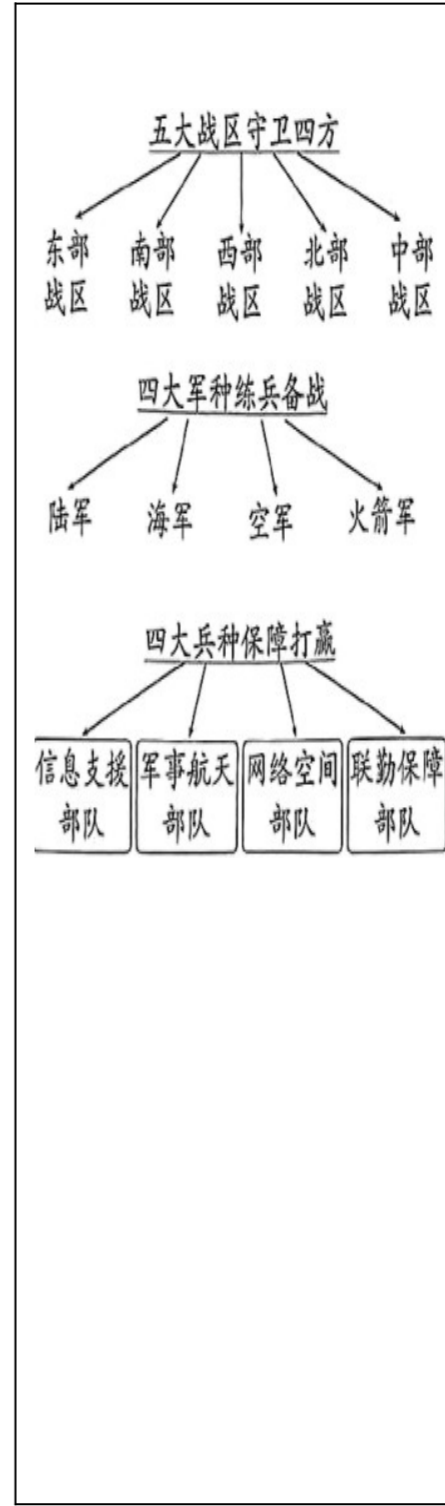 五大战区守卫四方
东部 南部 西部 北部 中部
战区 战区 战区 战区 战区
四大军种练兵备战
陆军 海军 空军 火箭军
四大兵种保障打赢
信息支援 军事航天 网络空间 联勤保障
部队 部队 部队 部队